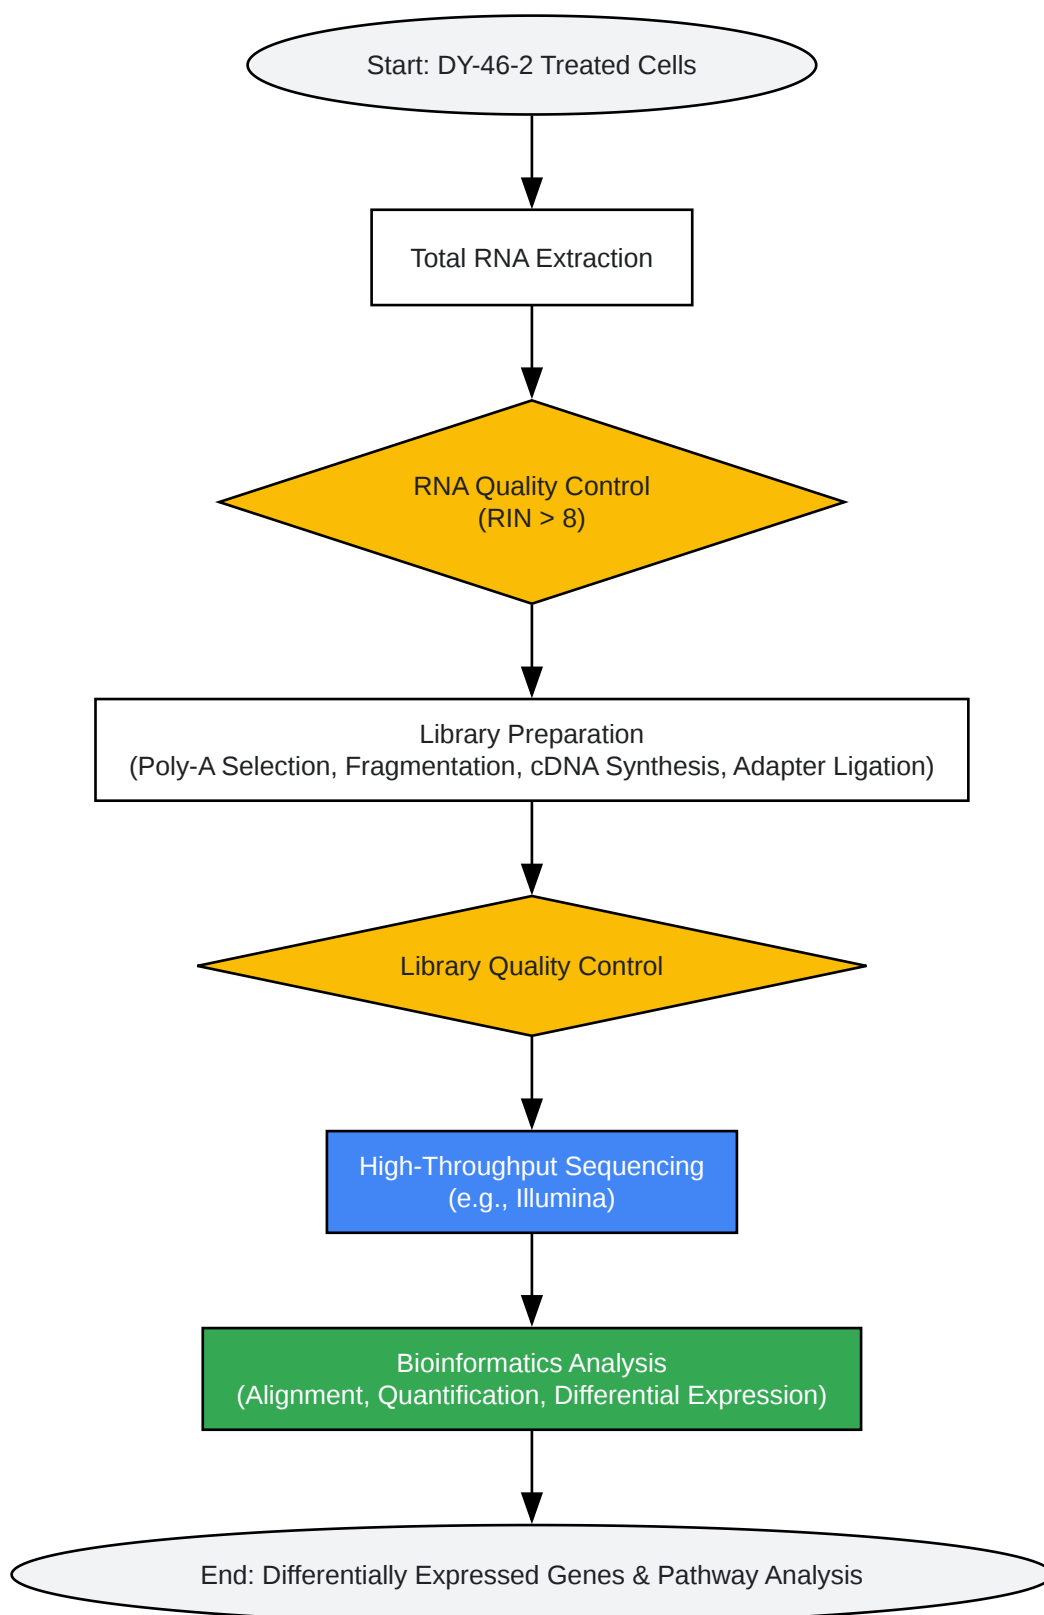 Start: DY-46-2 Treated Cells
Total RNA Extraction
RNA Quality Control
(RIN > 8)
Library Preparation
(Poly-A Selection, Fragmentation, cDNA Synthesis, Adapter Ligation)
Library Quality Control
High-Throughput Sequencing
(e.g., Illumina)
Bioinformatics Analysis
(Alignment, Quantification, Differential Expression)
End: Differentially Expressed Genes & Pathway Analysis